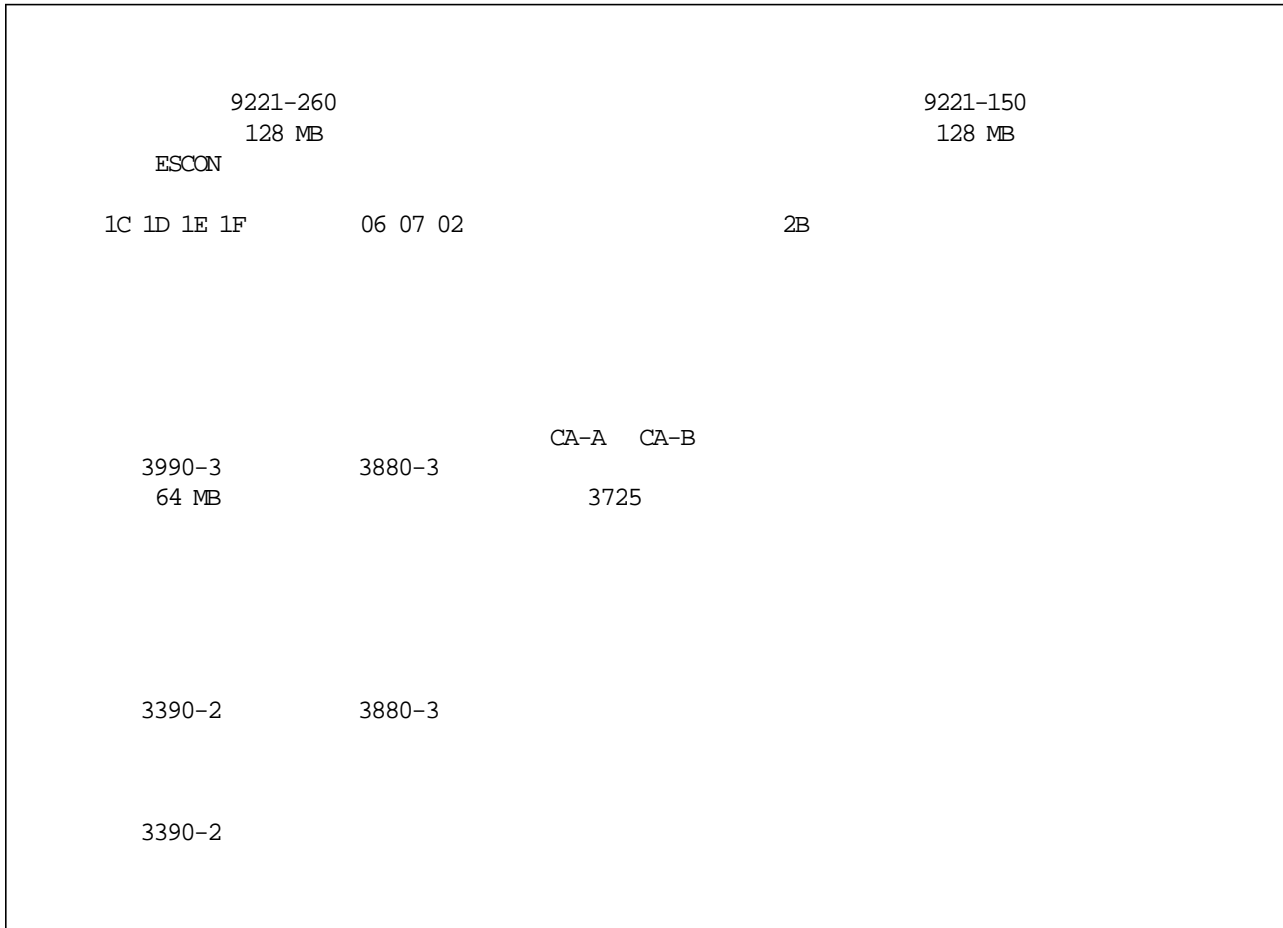 9221-260 9221-150
128 MB 128 MB
ESCON
1C 1D 1E 1F 06 07 02 2B
CA-A CA-B
3990-3 3880-3
64 MB 3725
3390-2 3880-3
3390-2